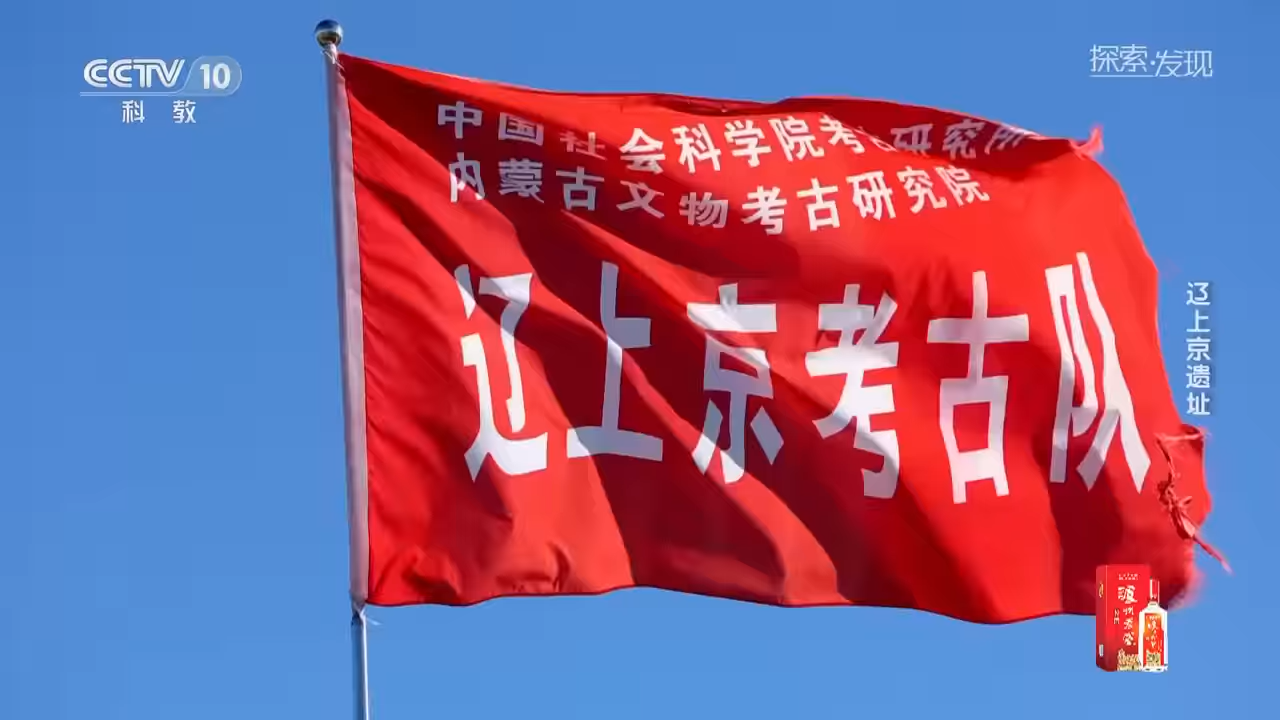 CCTV 10
科教
探索·发现
中国社会科学院考古研究所
内蒙古文物考古研究院
辽上京考古队
辽上京遗址